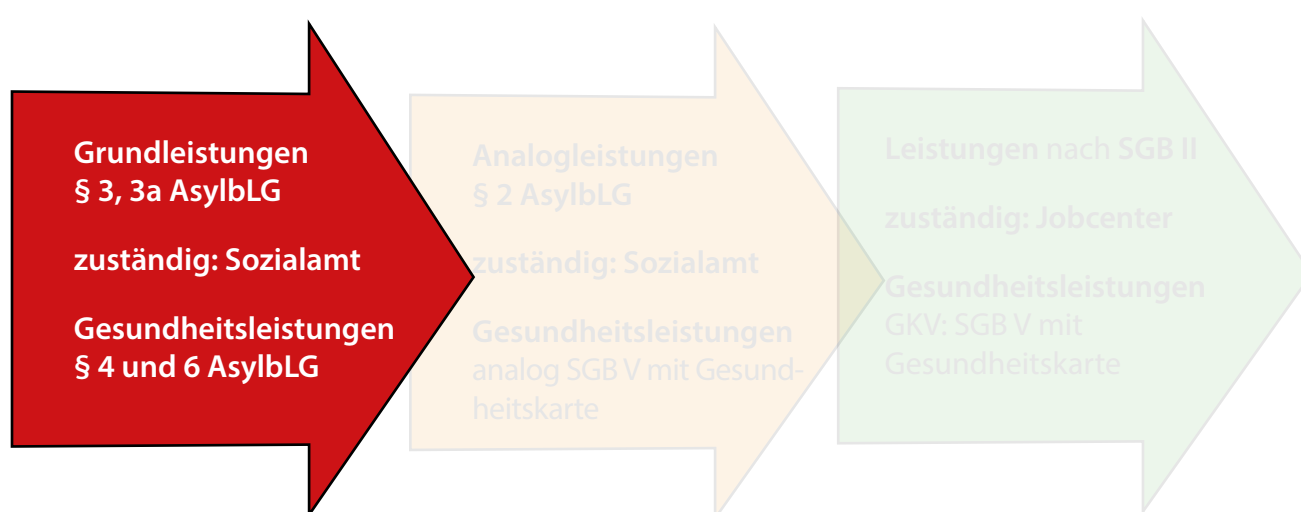 Grundleistungen
§ 3, 3a AsylbLG
zuständig: Sozialamt
Gesundheitsleistungen
§ 4 und 6 AsylbLG
Analogleistungen
§ 2 AsylbLG
zuständig: Sozialamt
Gesundheitsleistungen
analog SGB V mit Gesund-
heitskarte
Leistungen nach SGB II
zuständig: Jobcenter
Gesundheitsleistungen
GKV: SGB V mit
Gesundheitskarte